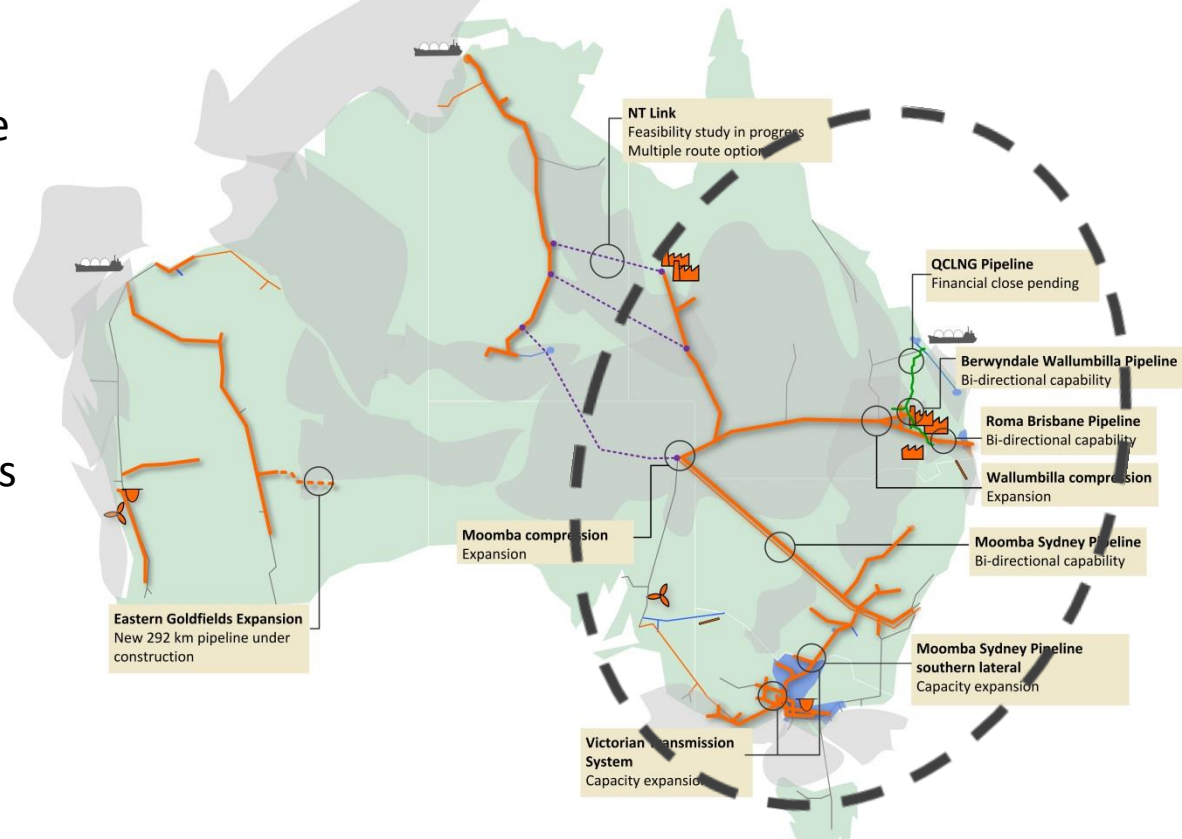 e
s
NT Link
Feasibility study in progress
Multiple route option
QCLNG Pipeline
Financial close pending
Berwyndale Wallumbilla Pipeline
Bi-directional capability
Roma Brisbane Pipeline
Bi-directional capability
Wallumbilla compression
Expansion
Moomba compression
Expansion
Moomba Sydney Pipeline
Bi-directional capability
Eastern Goldfields Expansion
New 292 km pipeline under
construction
Moomba Sydney Pipeline
southern lateral
Capacity expansion
Victorian Transmission
System
Capacity expansion